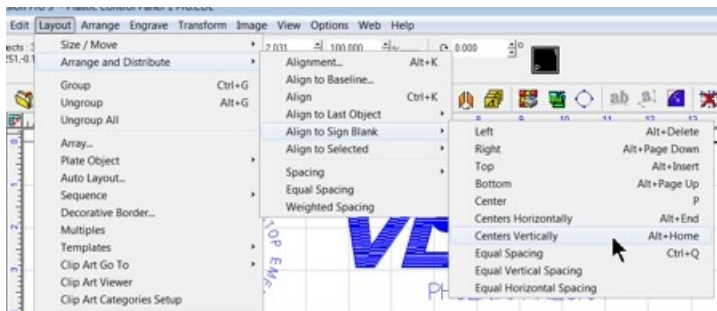 Edit Layout Arrange Engrave Transform Image View Options Web Help
Size / Move
Arrange and Distribute
Group Ctrl+G
Ungroup Alt+G
Ungroup All
Array...
Plate Object
Auto Layout...
Sequence
Decorative Border...
Multiples
Templates
Clip Art Go To
Clip Art Viewer
Clip Art Categories Setup
2.031 100.000 0.000
Alignment... Alt+K
Align to Baseline...
Align Ctrl+K
Align to Last Object
Align to Sign Blank
Align to Selected
Spacing
Equal Spacing
Weighted Spacing
ab
Left Alt+Delete
Right Alt+Page Down
Top Alt+Insert
Bottom Alt+Page Up
Center P
Centers Horizontally Alt+End
Centers Vertically Alt+Home
Equal Spacing Ctrl+Q
Equal Vertical Spacing
Equal Horizontal Spacing